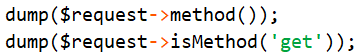 dump($request->method());
dump($request->isMethod('get'));